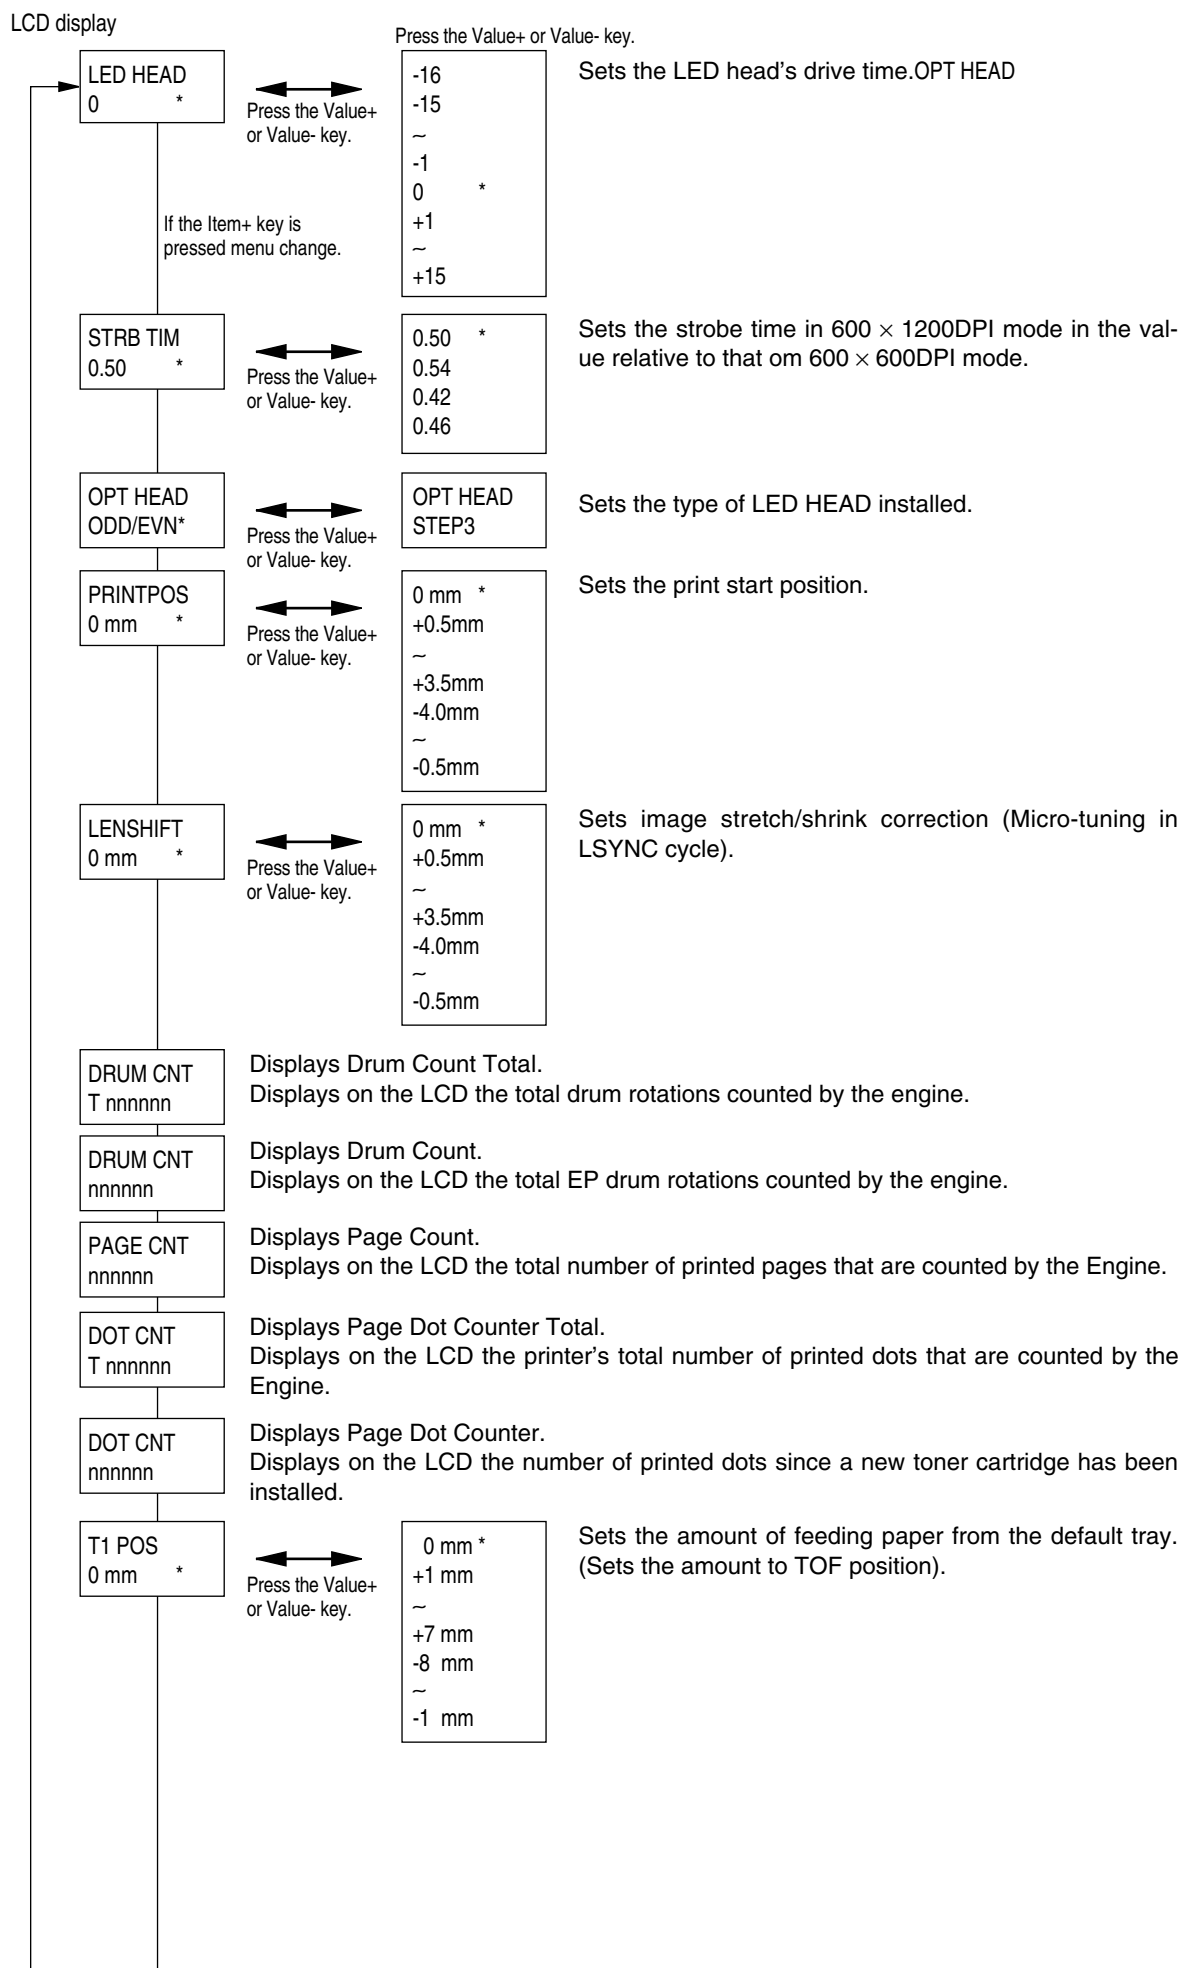 LCD display
Press the Value+ or Value- key.
LED HEAD
0 *
Press the Value+
or Value- key.
-16
-15
~
-1
0 *
+1
~
+15
Sets the LED head's drive time.OPT HEAD
If the Item+ key is
pressed menu change.
STRB TIM
0.50 *
Press the Value+
or Value- key.
0.50 *
0.54
0.42
0.46
Sets the strobe time in 600 × 1200DPI mode in the val-
ue relative to that om 600 × 600DPI mode.
OPT HEAD
ODD/EVN*
Press the Value+
or Value- key.
OPT HEAD
STEP3
Sets the type of LED HEAD installed.
PRINTPOS
0 mm *
Press the Value+
or Value- key.
0 mm *
+0.5mm
~
+3.5mm
-4.0mm
~
-0.5mm
Sets the print start position.
LENSHIFT
0 mm *
Press the Value+
or Value- key.
0 mm *
+0.5mm
~
+3.5mm
-4.0mm
~
-0.5mm
Sets image stretch/shrink correction (Micro-tuning in
LSYNC cycle).
DRUM CNT
T nnnnnn
Displays Drum Count Total.
Displays on the LCD the total drum rotations counted by the engine.
DRUM CNT
nnnnnn
Displays Drum Count.
Displays on the LCD the total EP drum rotations counted by the engine.
PAGE CNT
nnnnnn
Displays Page Count.
Displays on the LCD the total number of printed pages that are counted by the Engine.
DOT CNT
T nnnnnn
Displays Page Dot Counter Total.
Displays on the LCD the printer's total number of printed dots that are counted by the
Engine.
DOT CNT
nnnnnn
Displays Page Dot Counter.
Displays on the LCD the number of printed dots since a new toner cartridge has been
installed.
T1 POS
0 mm *
Press the Value+
or Value- key.
0 mm *
+1 mm
~
+7 mm
-8 mm
~
-1 mm
Sets the amount of feeding paper from the default tray.
(Sets the amount to TOF position).